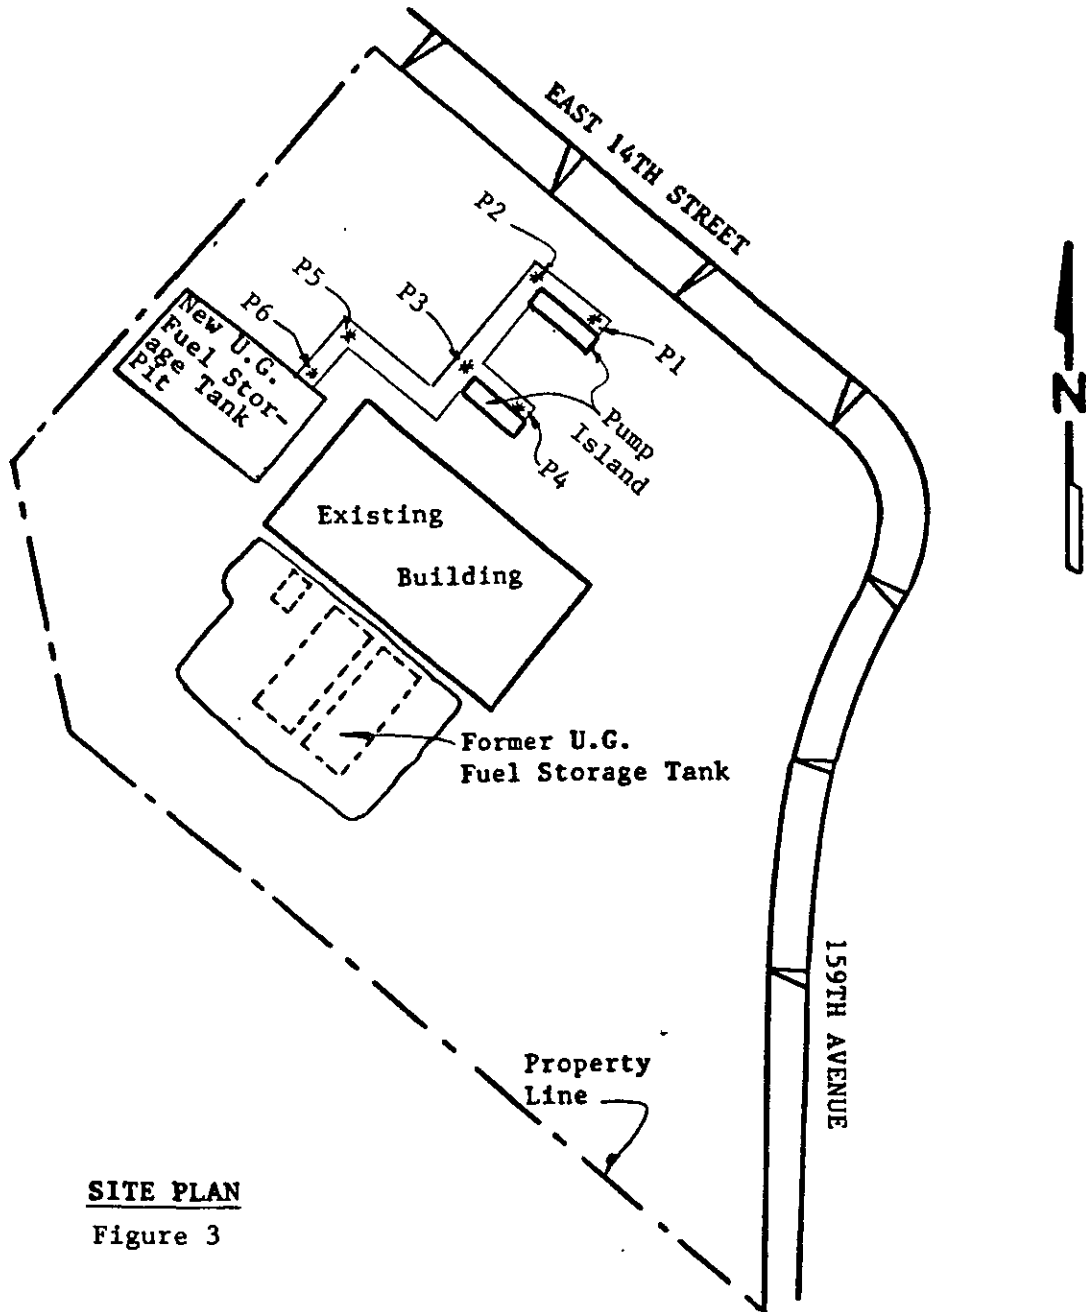 EAST 14TH STREET
P2
P5
P3
P6
P1
New U.G.
Fuel Stor-
age Tank
Pit
Pump
Island
P4
N
Existing
Building
Former U.G.
Fuel Storage Tank
159TH AVENUE
Property
Line
SITE PLAN
Figure 3